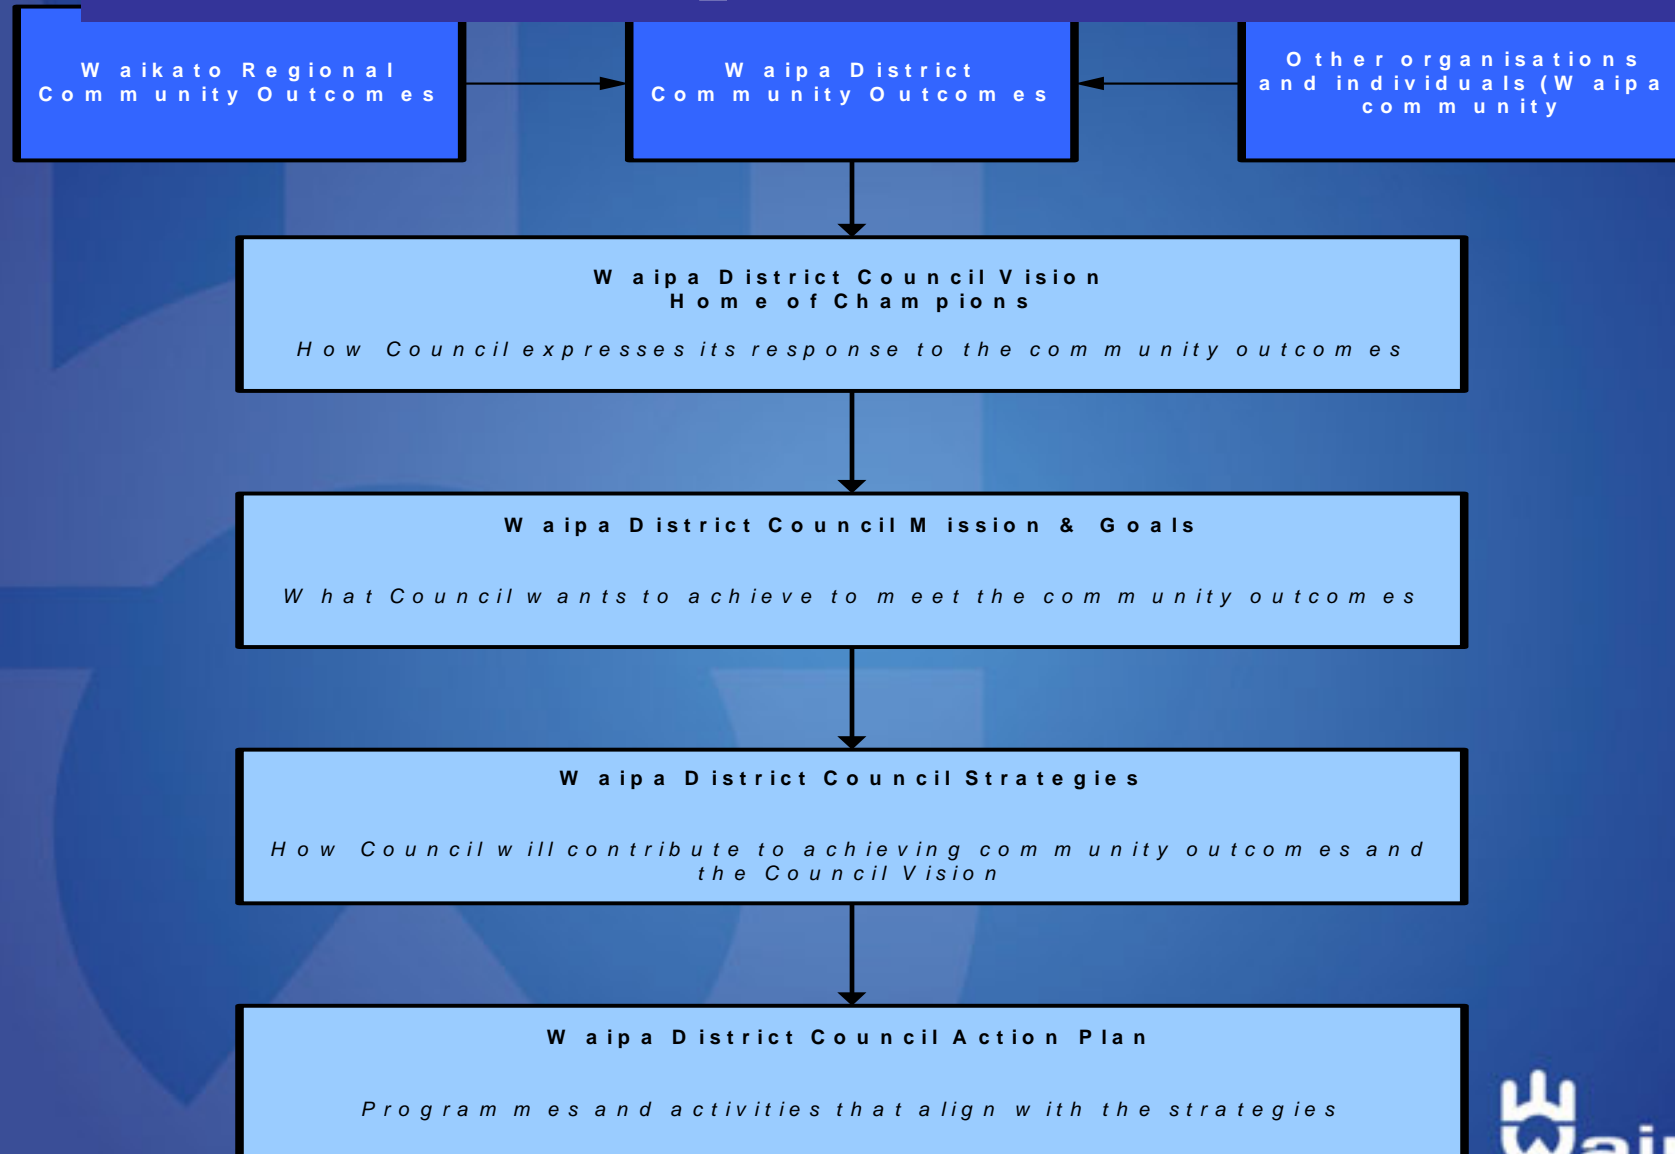 Waikato Regional
Community Outcomes
Waipa District
Community Outcomes
Other organisations
and individuals (Waipa
community
Waipa District Council Vision
Home of Champions
How Council expresses its response to the community outcomes
Waipa District Council Mission & Goals
What Council wants to achieve to meet the community outcomes
Waipa District Council Strategies
How Council will contribute to achieving community outcomes and
the Council Vision
Waipa District Council Action Plan
Programmes and activities that align with the strategies